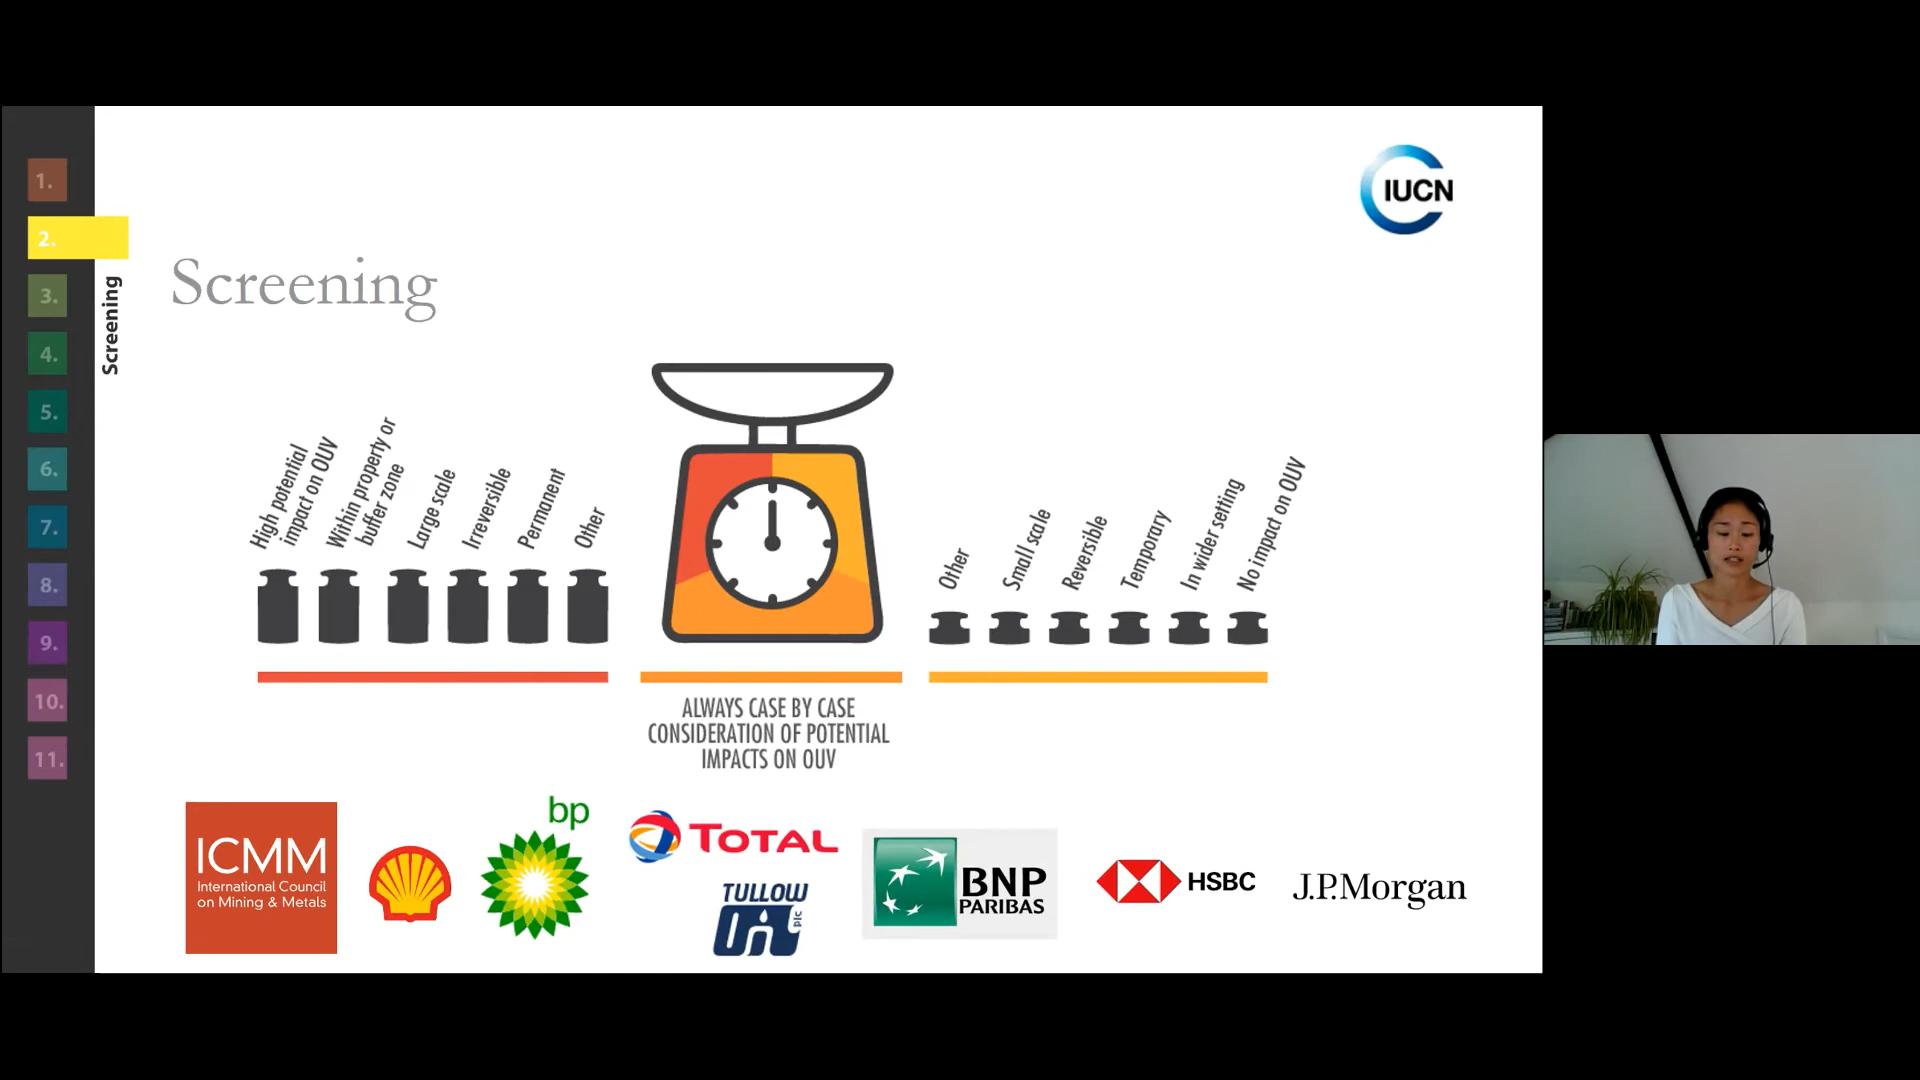 1.
2.
3.
4.
5.
6.
7.
8.
9.
10.
11.
Screening
IUCN
Screening
High potential
impact on OUV
Within property or
buffer zone
Large scale
Irreversible
Permanent
Other
Other
Small scale
Reversible
Temporary
In wider setting
No impact on OUV
ALWAYS CASE BY CASE
CONSIDERATION OF POTENTIAL
IMPACTS ON OUV
ICMM
International Council
on Mining & Metals
bp
TOTAL
TULLOW
Oil plc
BNP
PARIBAS
HSBC
J.P.Morgan